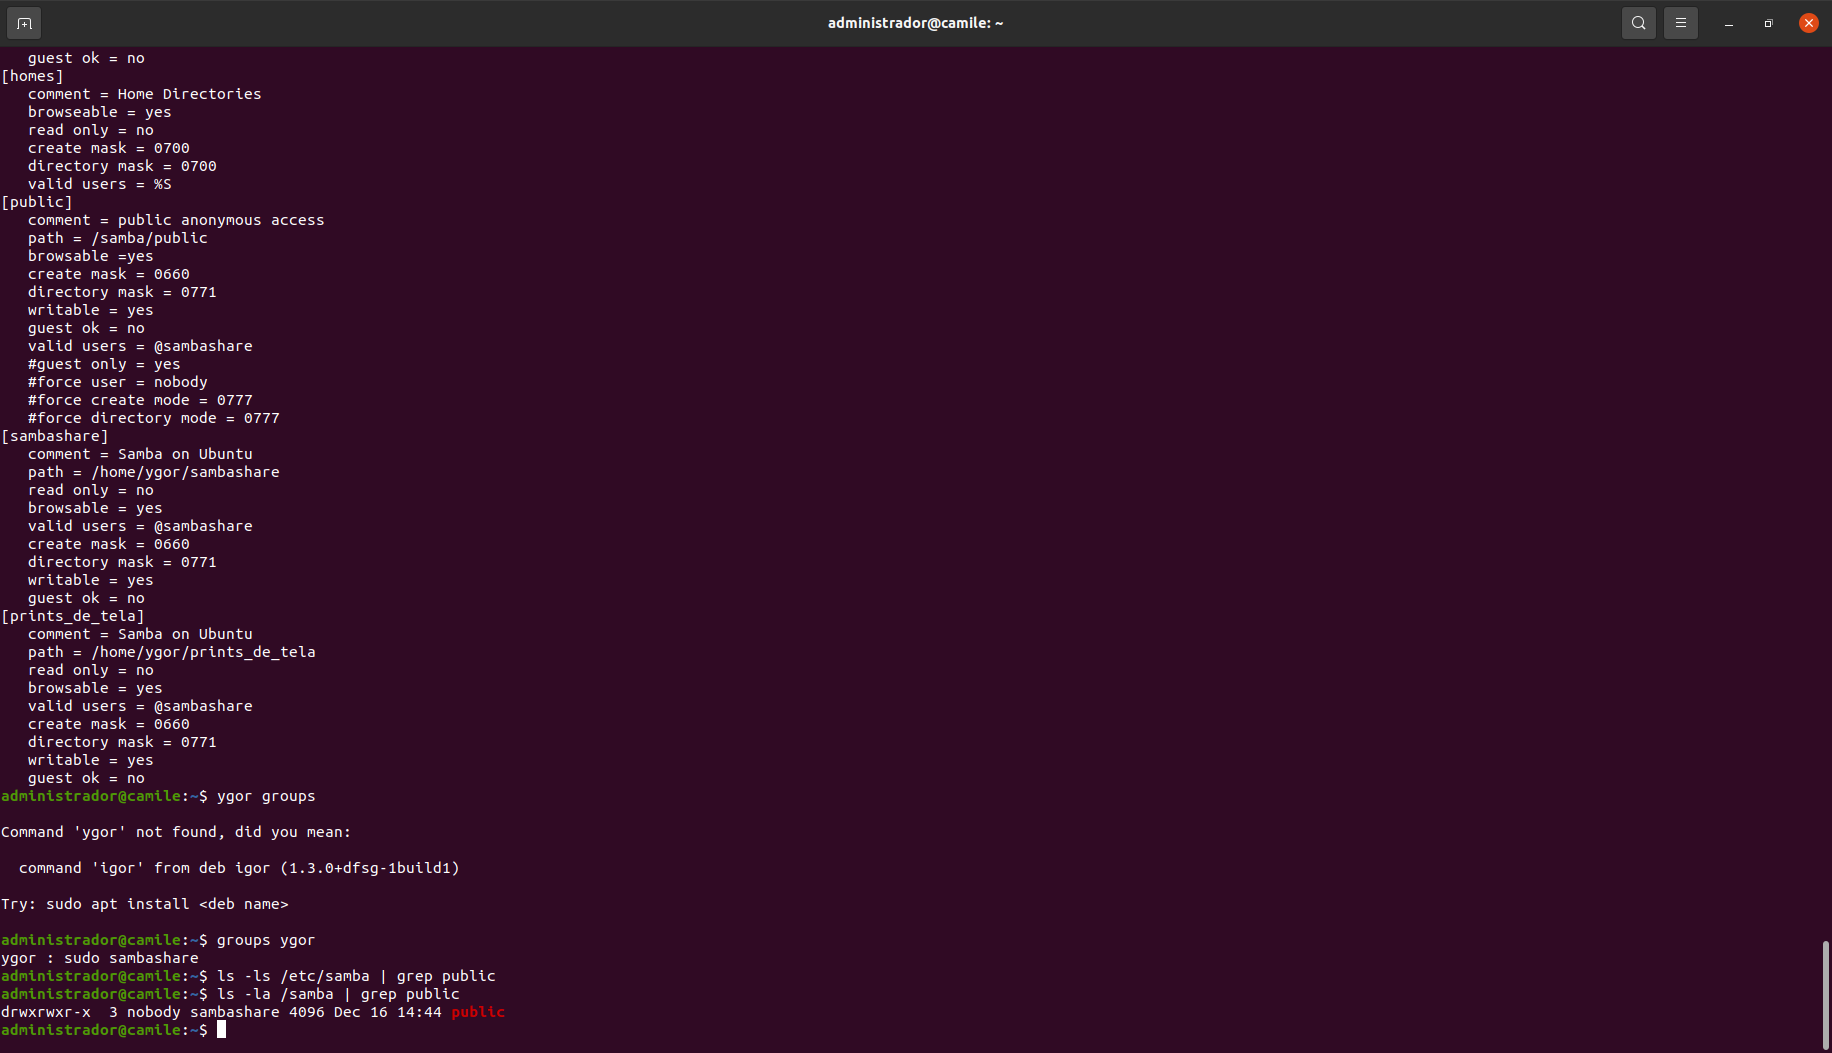 administrador@camile: ~
guest ok = no
[homes]
comment = Home Directories
browseable = yes
read only = no
create mask = 0700
directory mask = 0700
valid users = %S
[public]
comment = public anonymous access
path = /samba/public
browsable =yes
create mask = 0660
directory mask = 0771
writable = yes
guest ok = no
valid users = @sambashare
#guest only = yes
#force user = nobody
#force create mode = 0777
#force directory mode = 0777
[sambashare]
comment = Samba on Ubuntu
path = /home/ygor/sambashare
read only = no
browsable = yes
valid users = @sambashare
create mask = 0660
directory mask = 0771
writable = yes
guest ok = no
[prints_de_tela]
comment = Samba on Ubuntu
path = /home/ygor/prints_de_tela
read only = no
browsable = yes
valid users = @sambashare
create mask = 0660
directory mask = 0771
writable = yes
guest ok = no
administrador@camile:~$ ygor groups
Command 'ygor' not found, did you mean:
command 'igor' from deb igor (1.3.0+dfsg-1build1)
Try: sudo apt install <deb name>
administrador@camile:~$ groups ygor
ygor : sudo sambashare
administrador@camile:~$ ls -ls /etc/samba | grep public
administrador@camile:~$ ls -la /samba | grep public
drwxrwxr-x  3 nobody sambashare 4096 Dec 16 14:44 public
administrador@camile:~$